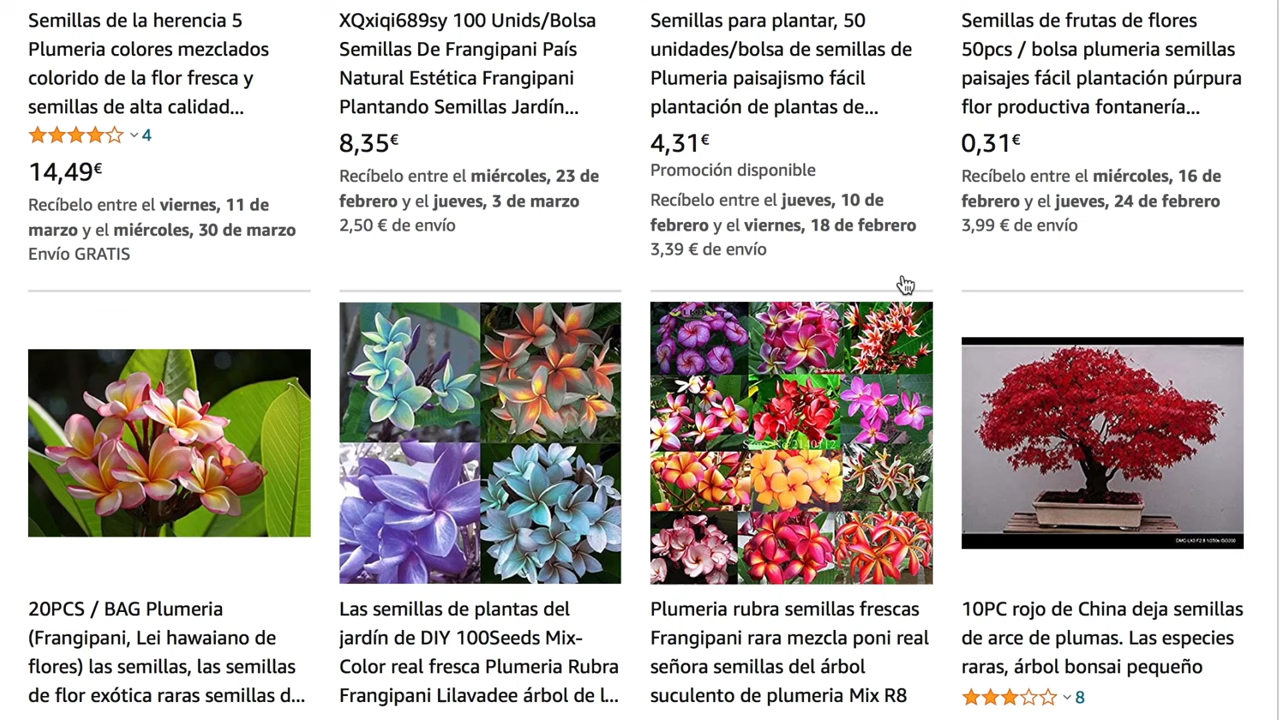 Semillas de la herencia 5
Plumeria colores mezclados
colorido de la flor fresca y
semillas de alta calidad...
4
14,49€
Recíbelo entre el viernes, 11 de
marzo y el miércoles, 30 de marzo
Envío GRATIS
XQxiqi689sy 100 Unids/Bolsa
Semillas De Frangipani País
Natural Estética Frangipani
Plantando Semillas Jardín...
8,35€
Recíbelo entre el miércoles, 23 de
febrero y el jueves, 3 de marzo
2,50 € de envío
Semillas para plantar, 50
unidades/bolsa de semillas de
Plumeria paisajismo fácil
plantación de plantas de...
4,31€
Promoción disponible
Recíbelo entre el jueves, 10 de
febrero y el viernes, 18 de febrero
3,39 € de envío
Semillas de frutas de flores
50pcs / bolsa plumeria semillas
paisajes fácil plantación púrpura
flor productiva fontanería...
0,31€
Recíbelo entre el miércoles, 16 de
febrero y el jueves, 24 de febrero
3,99 € de envío
20PCS / BAG Plumeria
(Frangipani, Lei hawaiano de
flores) las semillas, las semillas
de flor exótica raras semillas d...
Las semillas de plantas del
jardín de DIY 100Seeds Mix-
Color real fresca Plumeria Rubra
Frangipani Lilavadee árbol de l...
Plumeria rubra semillas frescas
Frangipani rara mezcla poni real
señora semillas del árbol
suculento de plumeria Mix R8
10PC rojo de China deja semillas
de arce de plumas. Las especies
raras, árbol bonsai pequeño
8